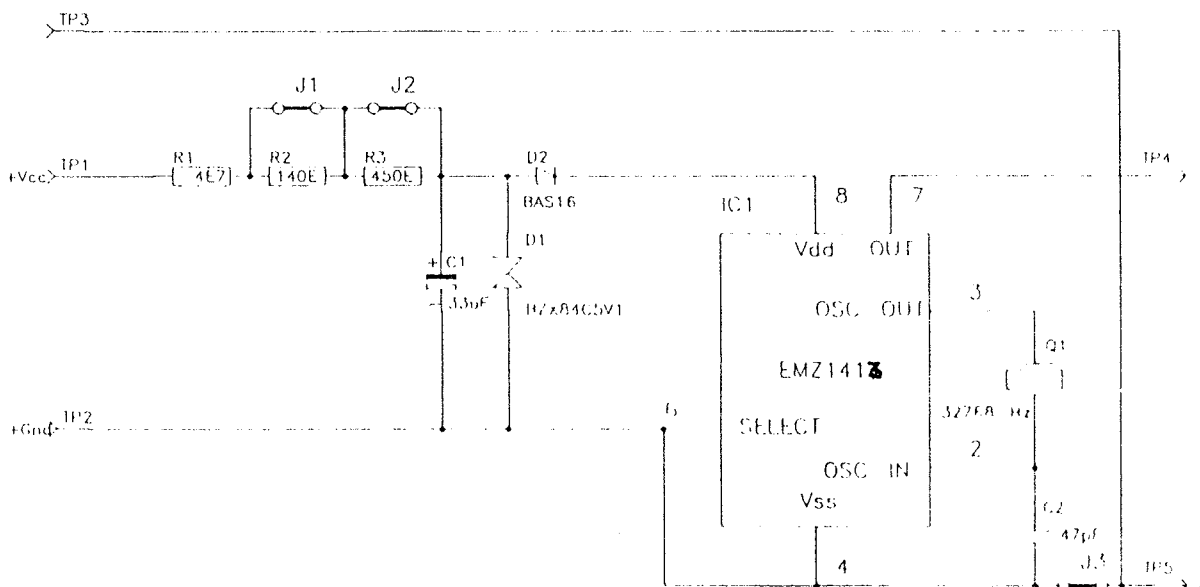 TP3
J1 J2
+Vcc TP1 R1 4E7 R2 140E R3 450E D2 TP4
BAS16
IC1 8 7
Vdd OUT
D1
+ C1
33uF
BZx84C5V1
OSC OUT 3
Q1
32768 Hz
+Gnd TP2 6
SELECT
2
OSC IN
Vss
C2
47pF
4 J3 TP5